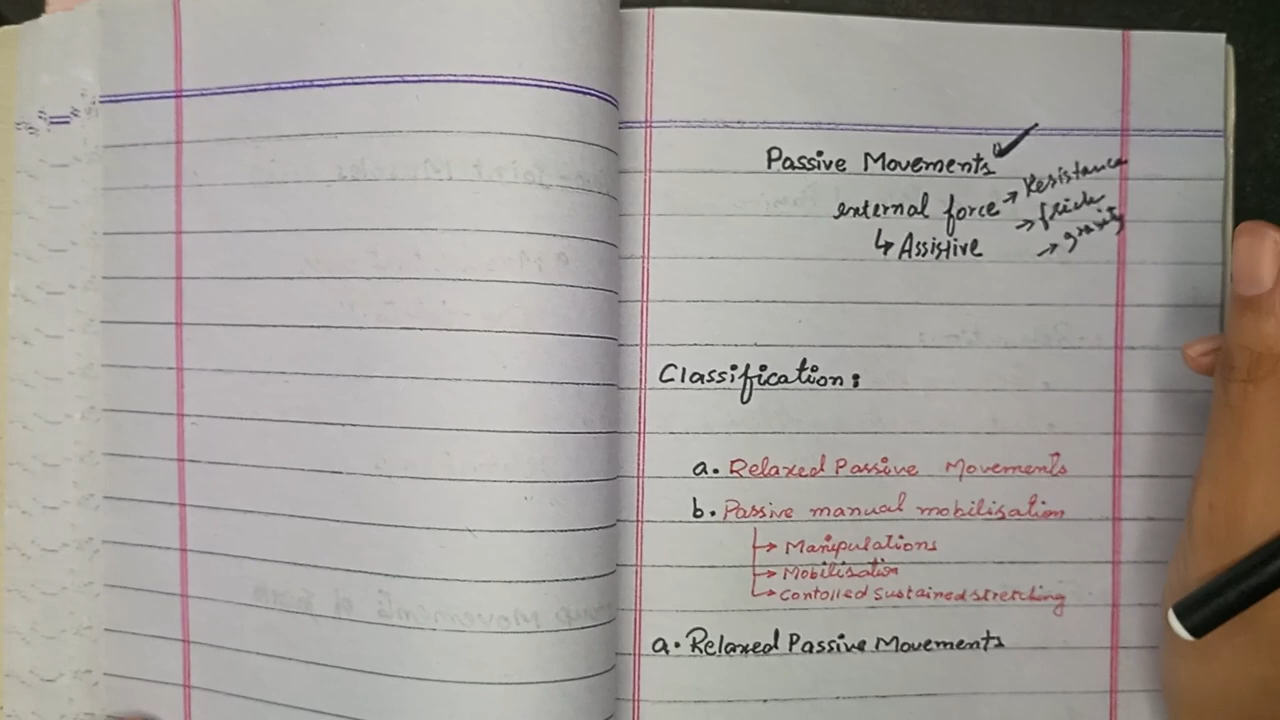 Passive Movements
external force → Resistance
→ frich
↳ Assistive → gravity
Classification:
a. Relaxed Passive Movements
b. Passive manual mobilisation
→ Manipulations
→ Mobilisation
→ Contolled sustained stretching
a. Relaxed Passive Movements